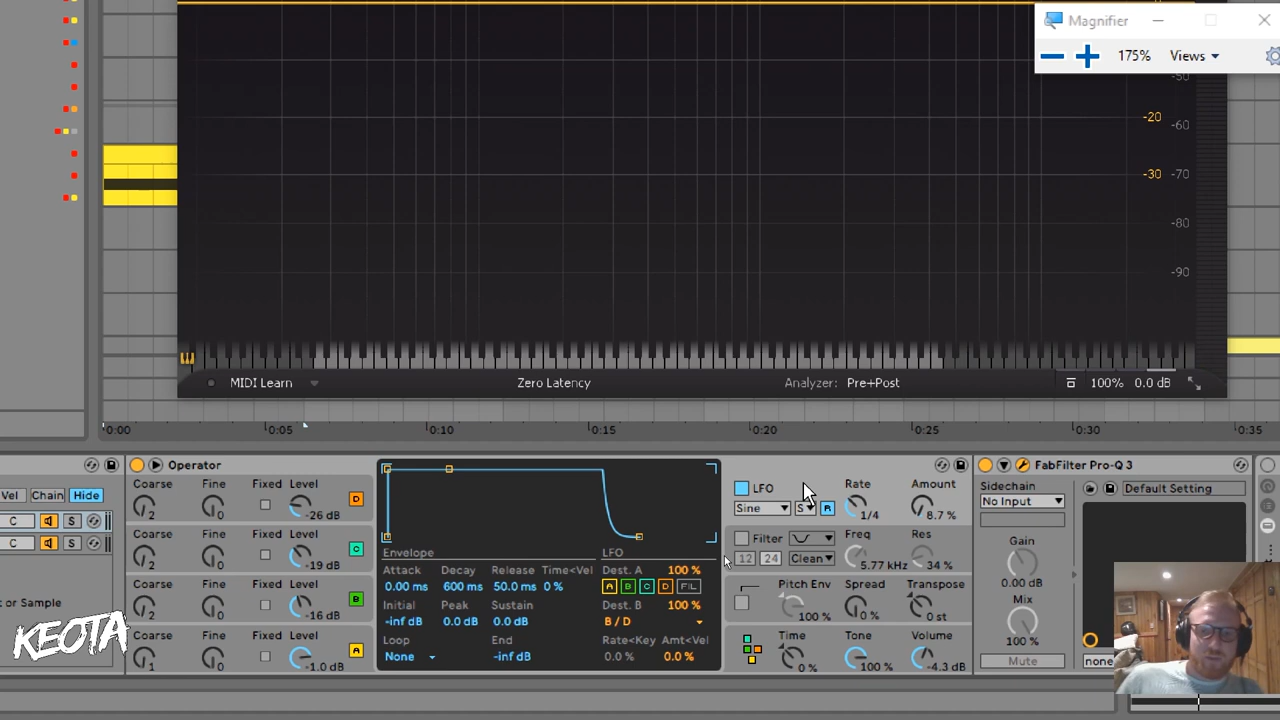 Magnifier
175% Views
-50
-20 -60
-30 -70
-80
-90
MIDI Learn Zero Latency Analyzer: Pre+Post 100% 0.0 dB
0:00 0:05 0:10 0:15 0:20 0:25 0:30 0:35
Vel Chain Hide
C S
C S
t or Sample
KEOTA
Operator
Coarse Fine Fixed Level
2 0 -26 dB D
Coarse Fine Fixed Level
2 0 -19 dB C
Coarse Fine Fixed Level
2 0 -16 dB B
Coarse Fine Fixed Level
1 0 -1.0 dB A
Envelope LFO
Attack Decay Release Time<Vel Dest. A 100 %
0.00 ms 600 ms 50.0 ms 0 % A B C D FIL
Initial Peak Sustain Dest. B 100 %
-inf dB 0.0 dB 0.0 dB B / D
Loop End Rate<Key Amt<Vel
None -inf dB 0.0 % 0.0 %
LFO Rate Amount
Sine S R 1/4 8.7 %
Filter Freq Res
12 24 Clean 5.77 kHz 34 %
Pitch Env Spread Transpose
100 % 0 % 0 st
Time Tone Volume
0 % 100 % -4.3 dB
FabFilter Pro-Q 3
Sidechain Default Setting
No Input
Gain
0.00 dB
Mix
100 %
Mute none